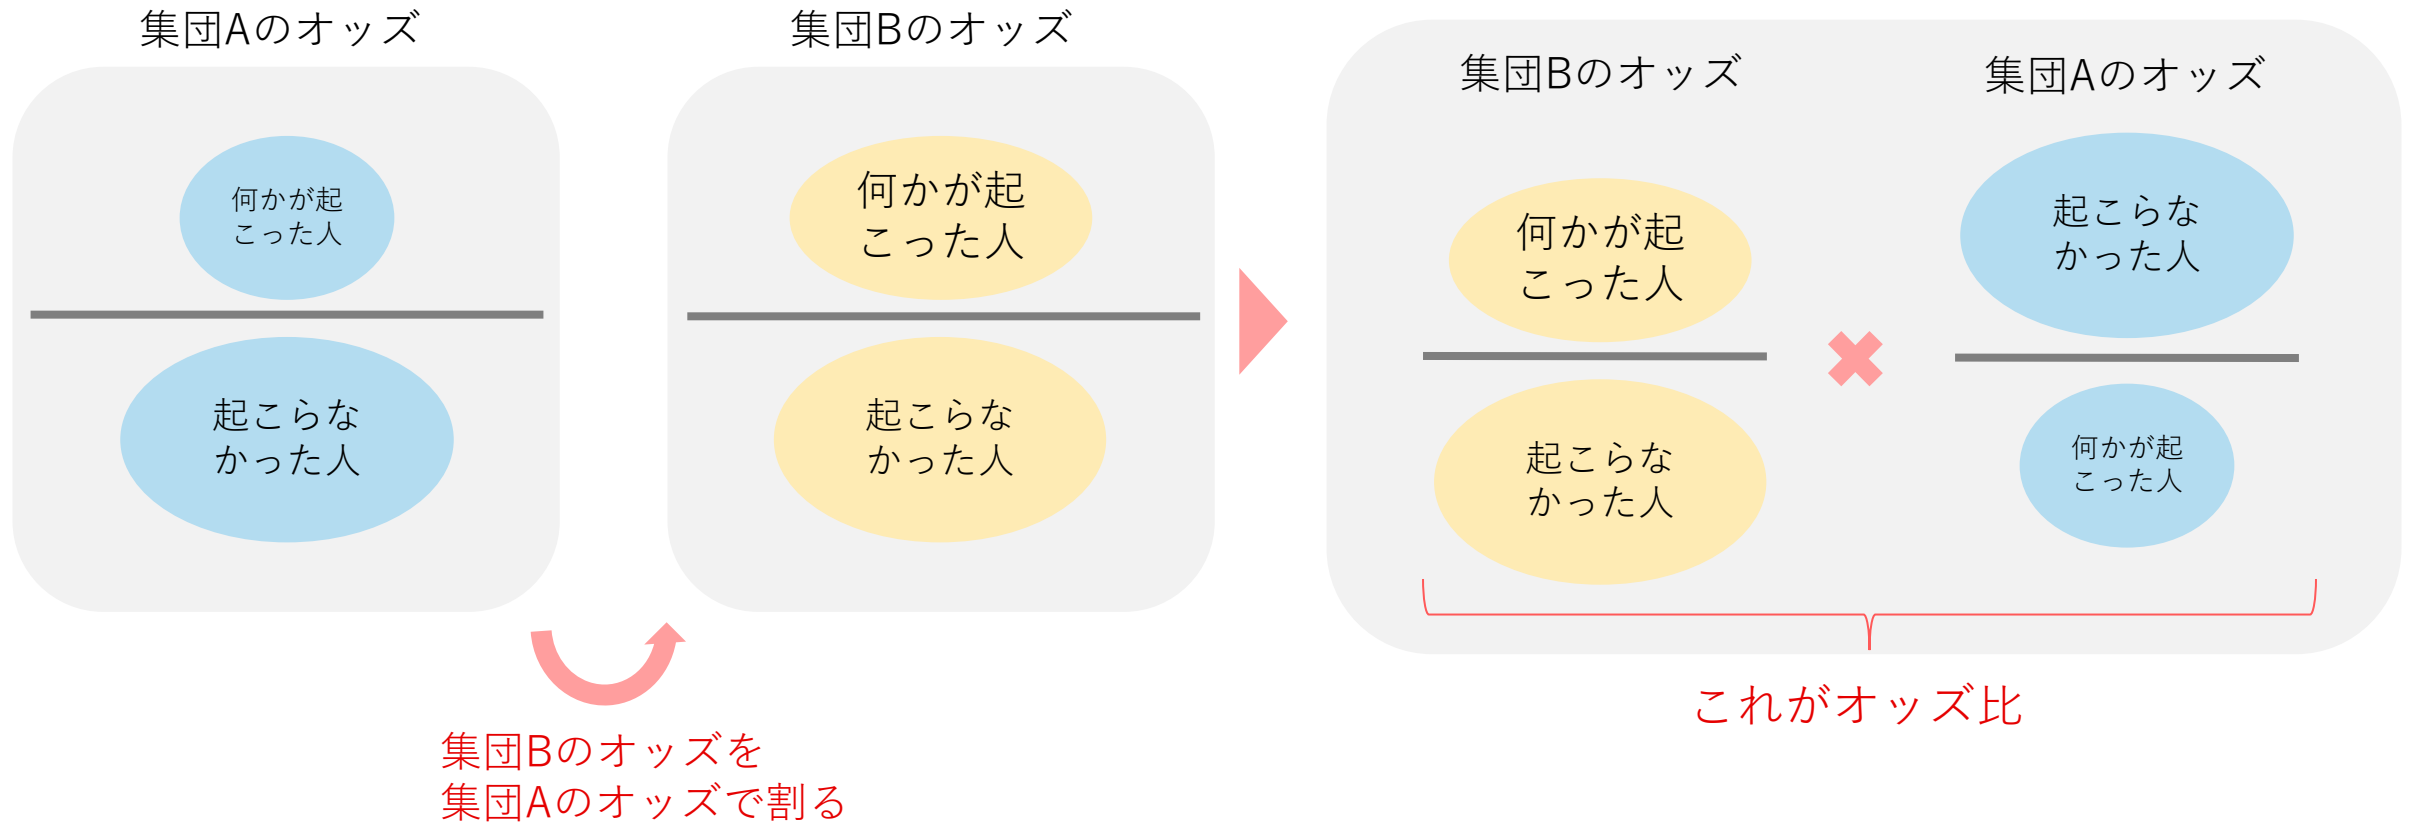 集団Aのオッズ
何かが起
こった人
起こらな
かった人
集団Bのオッズ
何かが起
こった人
起こらな
かった人
集団Bのオッズを
集団Aのオッズで割る
集団Bのオッズ
何かが起
こった人
起こらな
かった人
集団Aのオッズ
起こらな
かった人
何かが起
こった人
これがオッズ比